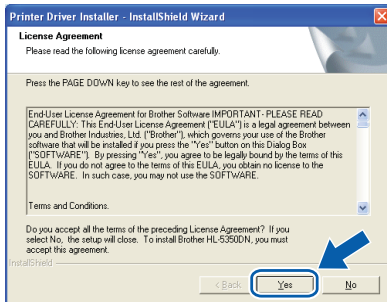 Printer Driver Installer - InstallShield Wizard
License Agreement
Please read the following license agreement carefully.
Press the PAGE DOWN key to see the rest of the agreement.
End-User License Agreement for Brother Software IMPORTANT- PLEASE READ
CAREFULLY: This End-User License Agreement ("EULA") is a legal agreement between
you and Brother Industries, Ltd. ("Brother"), which governs your use of the Brother
software that will be installed if you press the "Yes" button on this Dialog Box
("SOFTWARE"). By pressing "Yes", you agree to be legally bound by the terms of this
EULA. If you do not agree to the terms of this EULA, you obtain no license to the
SOFTWARE. In such case, you may not use the SOFTWARE.
Terms and Conditions.
Do you accept all the terms of the preceding License Agreement? If you
select No, the setup will close. To install Brother HL-5350DN, you must
accept this agreement.
InstallShield
< Back
Yes
No